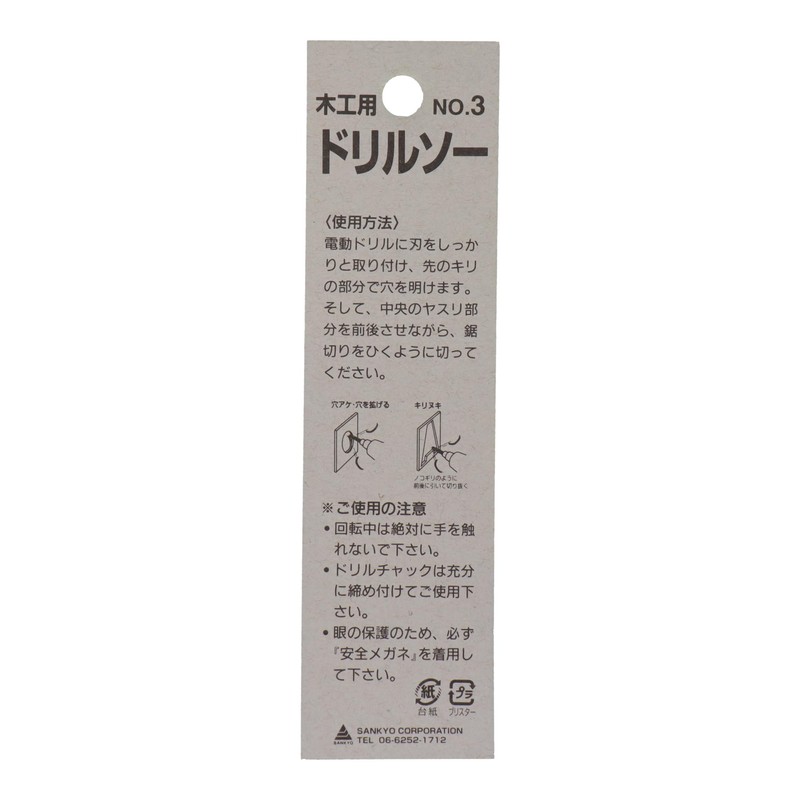 木工用 NO.3
ドリルソー
〈使用方法〉
電動ドリルに刃をしっか
りと取り付け、先のキリ
の部分で穴を明けます。
そして、中央のヤスリ部
分を前後させながら、鋸
切りをひくように切って
ください。
穴アケ・穴を拡げる キリヌキ
ノコギリのように
前後に引いて切り抜く
※ご使用の注意
•回転中は絶対に手を触
れないで下さい。
•ドリルチャックは充分
に締め付けてご使用下
さい。
•眼の保護のため、必ず
『安全メガネ』を着用し
て下さい。
紙 プラ
台紙 ブリスター
SANKYO SANKYO CORPORATION
TEL 06-6252-1712